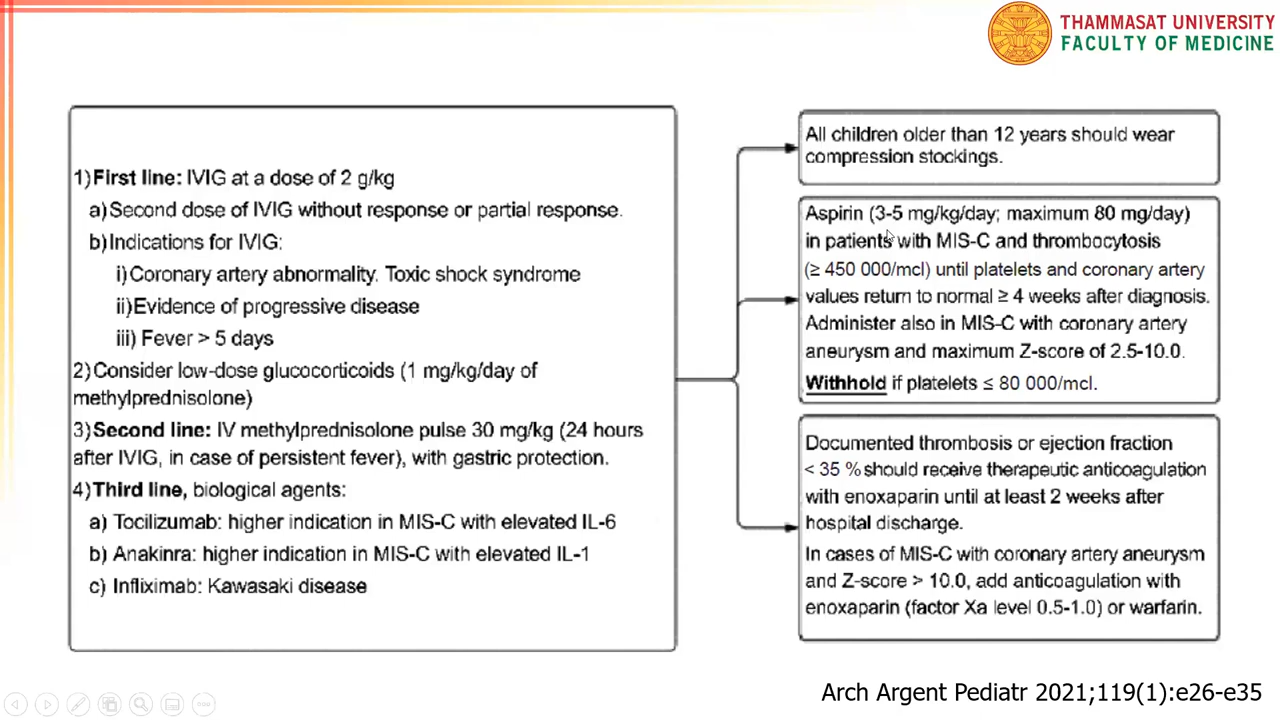 THAMMASAT UNIVERSITY
FACULTY OF MEDICINE
1)First line: IVIG at a dose of 2 g/kg
a)Second dose of IVIG without response or partial response.
b)Indications for IVIG:
i)Coronary artery abnormality. Toxic shock syndrome
ii)Evidence of progressive disease
iii) Fever > 5 days
2)Consider low-dose glucocorticoids (1 mg/kg/day of
methylprednisolone)
3)Second line: IV methylprednisolone pulse 30 mg/kg (24 hours
after IVIG, in case of persistent fever), with gastric protection.
4)Third line, biological agents:
a) Tocilizumab: higher indication in MIS-C with elevated IL-6
b) Anakinra: higher indication in MIS-C with elevated IL-1
c) Infliximab: Kawasaki disease
All children older than 12 years should wear
compression stockings.
Aspirin (3-5 mg/kg/day; maximum 80 mg/day)
in patients with MIS-C and thrombocytosis
(≥ 450 000/mcl) until platelets and coronary artery
values return to normal ≥ 4 weeks after diagnosis.
Administer also in MIS-C with coronary artery
aneurysm and maximum Z-score of 2.5-10.0.
Withhold if platelets ≤ 80 000/mcl.
Documented thrombosis or ejection fraction
< 35 % should receive therapeutic anticoagulation
with enoxaparin until at least 2 weeks after
hospital discharge.
In cases of MIS-C with coronary artery aneurysm
and Z-score > 10.0, add anticoagulation with
enoxaparin (factor Xa level 0.5-1.0) or warfarin.
Arch Argent Pediatr 2021;119(1):e26-e35